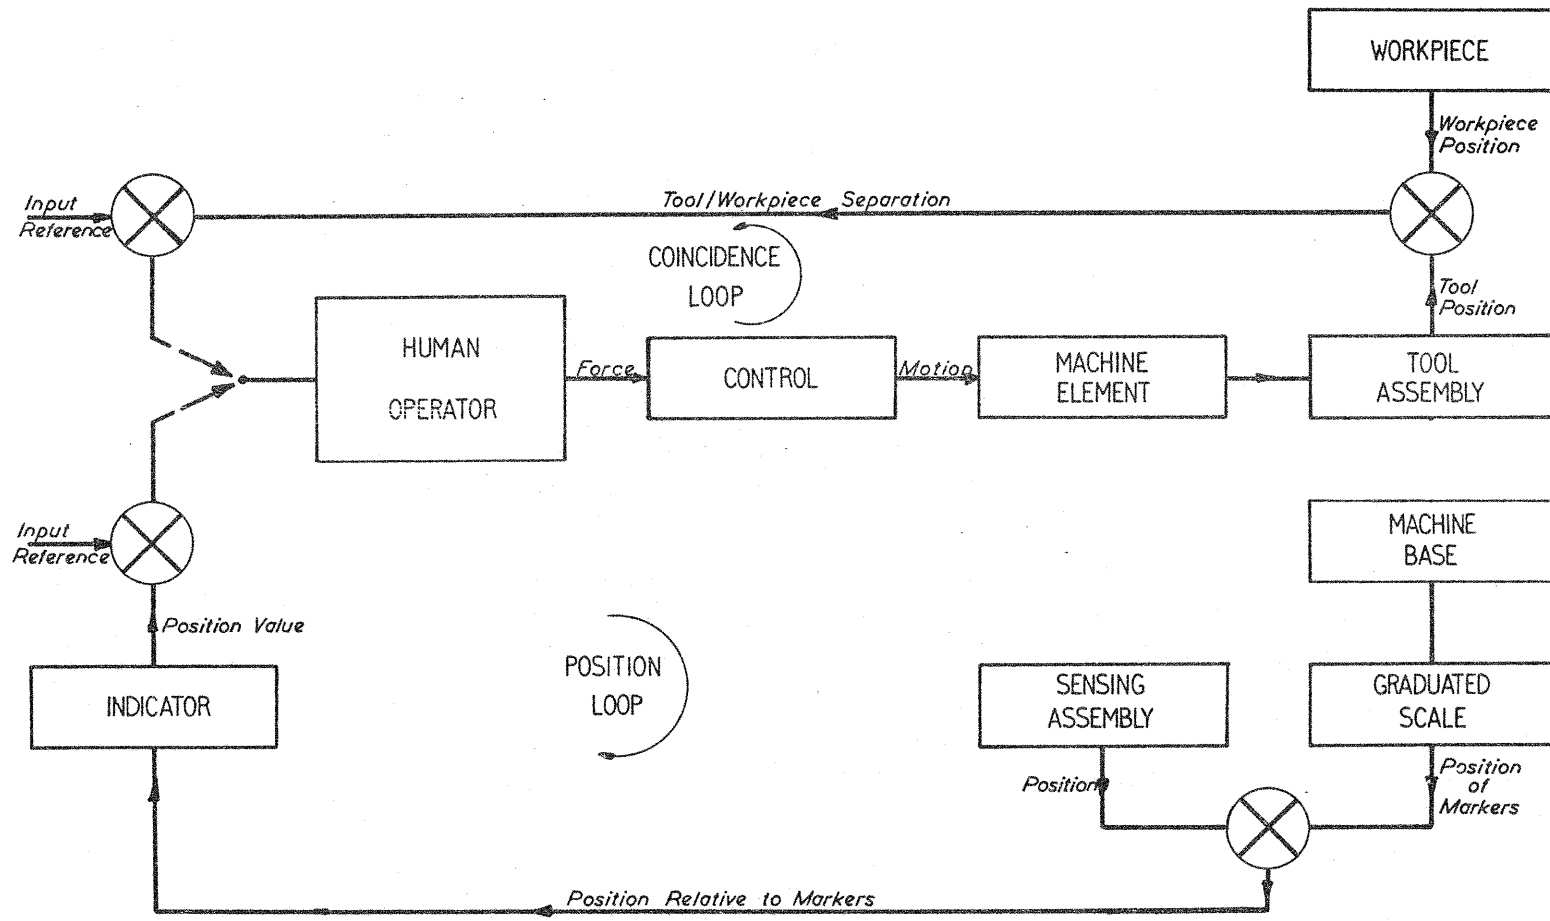 WORKPIECE
Workpiece
Position
Input
Reference
Tool/Workpiece Separation
COINCIDENCE
LOOP
Tool
Position
HUMAN
OPERATOR
Force
CONTROL
Motion
MACHINE
ELEMENT
TOOL
ASSEMBLY
Input
Reference
MACHINE
BASE
Position Value
POSITION
LOOP
INDICATOR
SENSING
ASSEMBLY
GRADUATED
SCALE
Position
Position
of
Markers
Position Relative to Markers